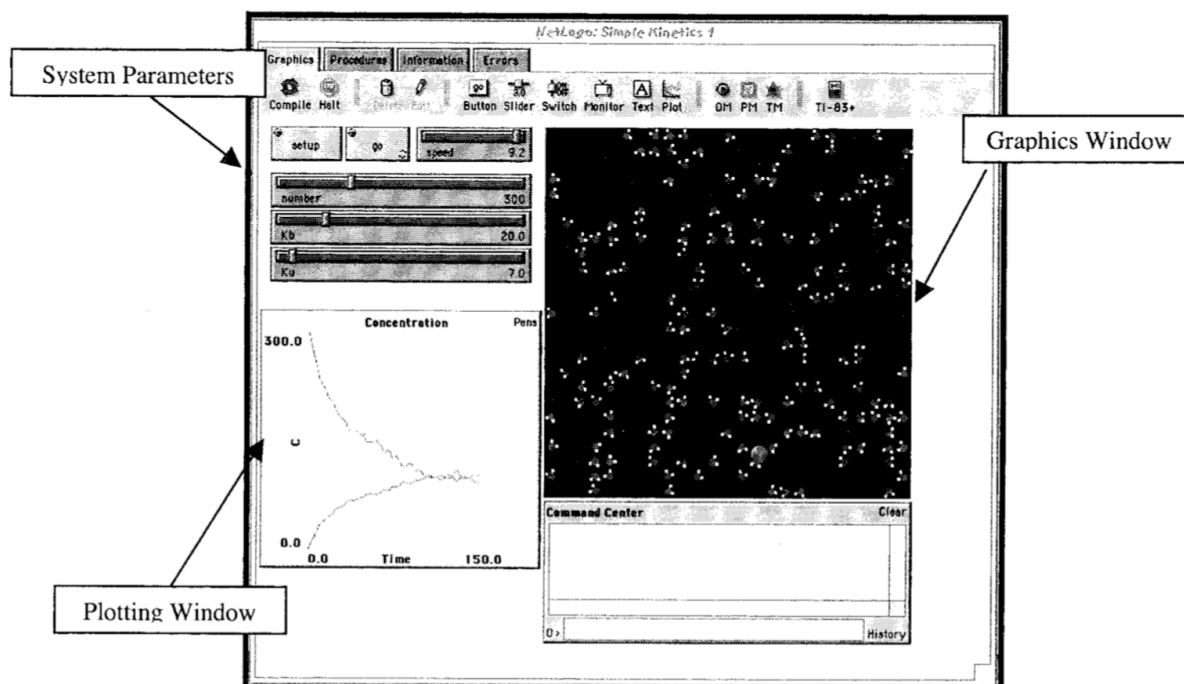 NetLogo: Simple Kinetics 1
System Parameters
Graphics Procedures Information Errors
Compile Halt Delete Edit Button Slider Switch Monitor Text Plot OM PM TM TI-83+
setup go speed 9.2
number 300
Kb 20.0
Ku 7.0
Graphics Window
Concentration Pens
300.0
C
0.0
0.0 Time 150.0
Plotting Window
Command Center Clear
O> History